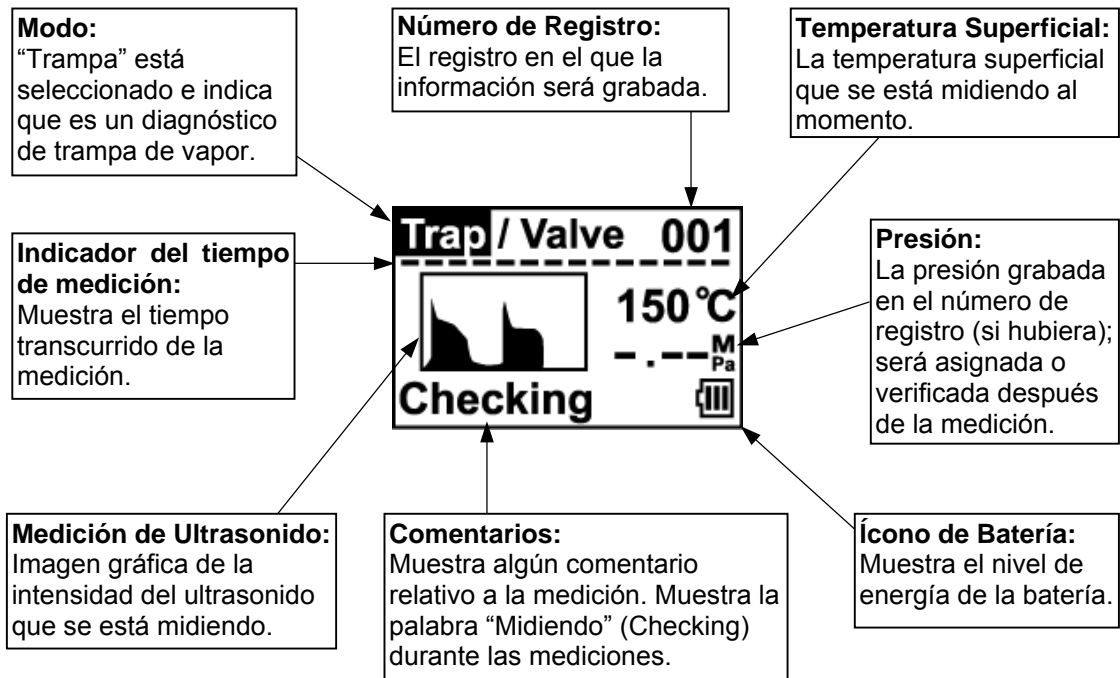 Modo:
“Trampa” está
seleccionado e indica
que es un diagnóstico
de trampa de vapor.
Número de Registro:
El registro en el que la
información será grabada.
Temperatura Superficial:
La temperatura superficial
que se está midiendo al
momento.
Indicador del tiempo
de medición:
Muestra el tiempo
transcurrido de la
medición.
Trap / Valve 001
150 °C
-.-- M
Pa
Checking
Presión:
La presión grabada
en el número de
registro (si hubiera);
será asignada o
verificada después
de la medición.
Medición de Ultrasonido:
Imagen gráfica de la
intensidad del ultrasonido
que se está midiendo.
Comentarios:
Muestra algún comentario
relativo a la medición. Muestra la
palabra “Midiendo” (Checking)
durante las mediciones.
Ícono de Batería:
Muestra el nivel de
energía de la batería.